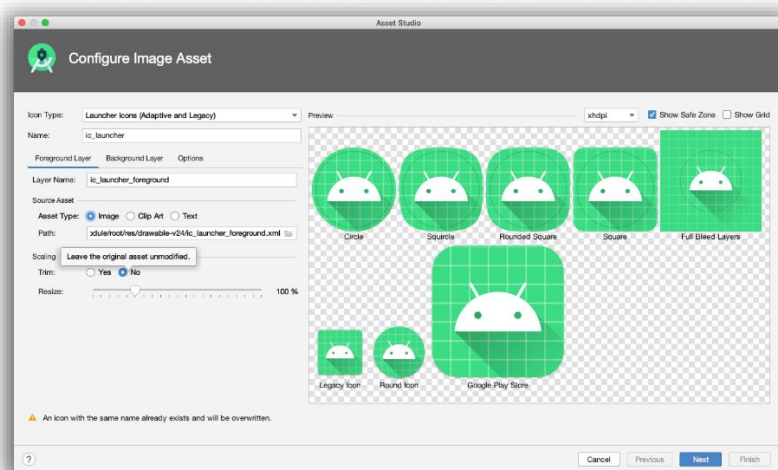 Asset Studio
Configure Image Asset
Icon Type: Launcher Icons (Adaptive and Legacy)
Name: ic_launcher
Foreground Layer Background Layer Options
Layer Name: ic_launcher_foreground
Source Asset
Asset Type: Image Clip Art Text
Path: xdule/root/res/drawable-v24/ic_launcher_foreground.xml
Leave the original asset unmodified.
Scaling
Trim: Yes No
Resize: 100 %
An icon with the same name already exists and will be overwritten.
Preview xhdpi Show Safe Zone Show Grid
Circle Squircle Rounded Square Square Full Bleed Layers
Legacy Icon Round Icon Google Play Store
? Cancel Previous Next Finish